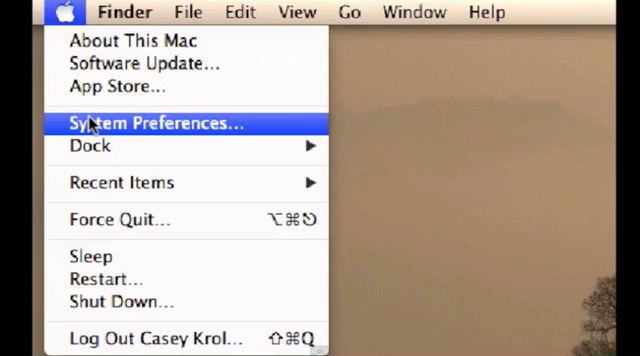 Finder File Edit View Go Window Help
About This Mac
Software Update...
App Store...
System Preferences...
Dock
Recent Items
Force Quit... ⌥⌘⎋
Sleep
Restart...
Shut Down...
Log Out Casey Krol... ⇧⌘Q